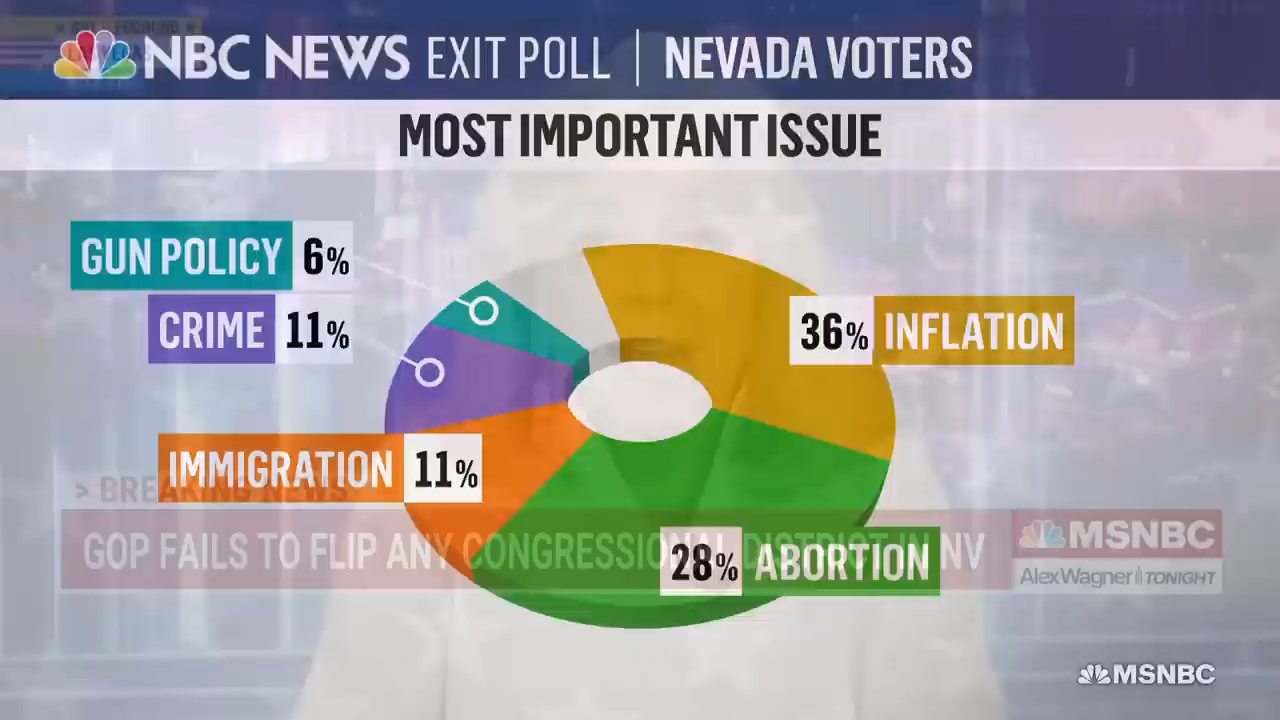 NBC NEWS EXIT POLL | NEVADA VOTERS
MOST IMPORTANT ISSUE
GUN POLICY 6%
CRIME 11%
36% INFLATION
IMMIGRATION 11%
> BREAKING NEWS
GOP FAILS TO FLIP ANY CONGRESSIONAL DISTRICT IN NV
28% ABORTION
MSNBC
Alex Wagner TONIGHT
MSNBC